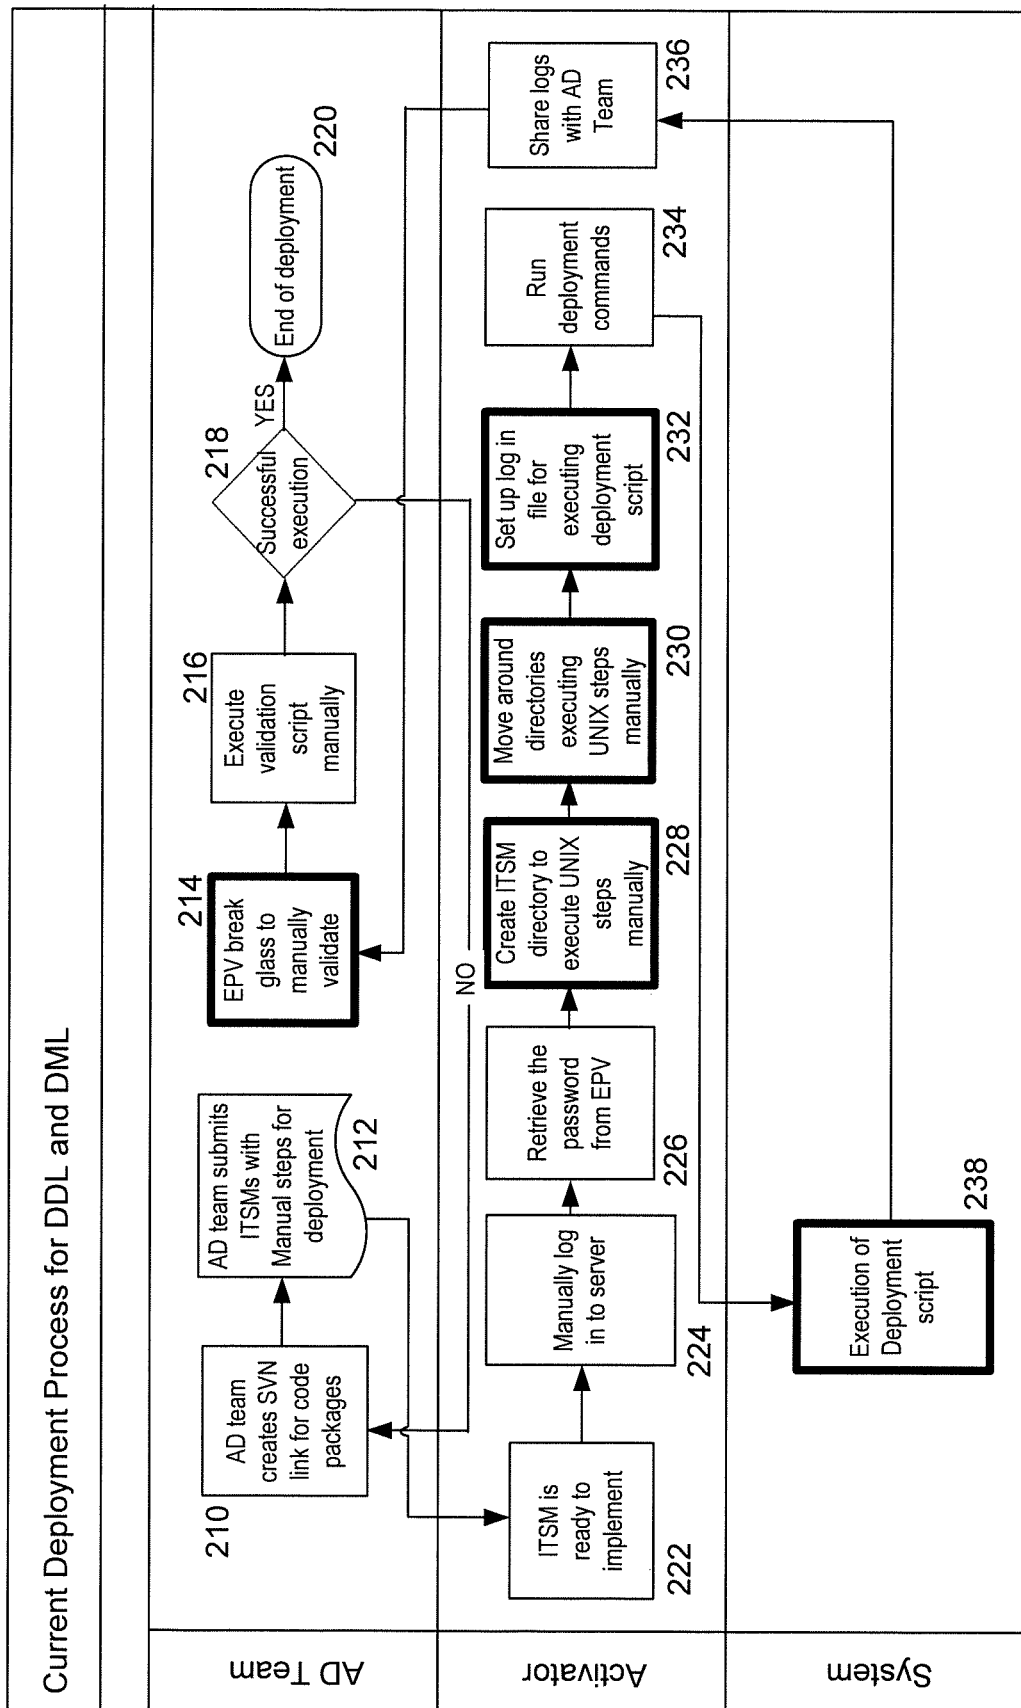 Current Deployment Process for DDL and DML
AD Team
AD team
creates SVN
link for code
packages
210
AD team submits
ITSMs with
Manual steps for
deployment
212
EPV break
glass to
manually
validate
214
Execute
validation
script
manually
216
Successful
execution
218
YES
End of deployment
220
NO
Activator
ITSM is
ready to
implement
222
Manually log
in to server
224
Retrieve the
password
from EPV
226
Create ITSM
directory to
execute UNIX
steps
manually
228
Move around
directories
executing
UNIX steps
manually
230
Set up log in
file for
executing
deployment
script
232
Run
deployment
commands
234
Share logs
with AD
Team
236
System
Execution of
Deployment
script
238